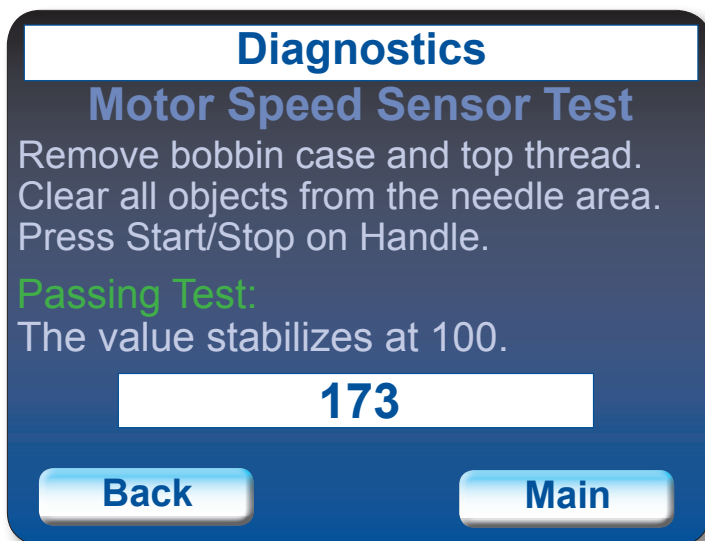 Diagnostics
Motor Speed Sensor Test
Remove bobbin case and top thread.
Clear all objects from the needle area.
Press Start/Stop on Handle.
Passing Test:
The value stabilizes at 100.
173
Back
Main